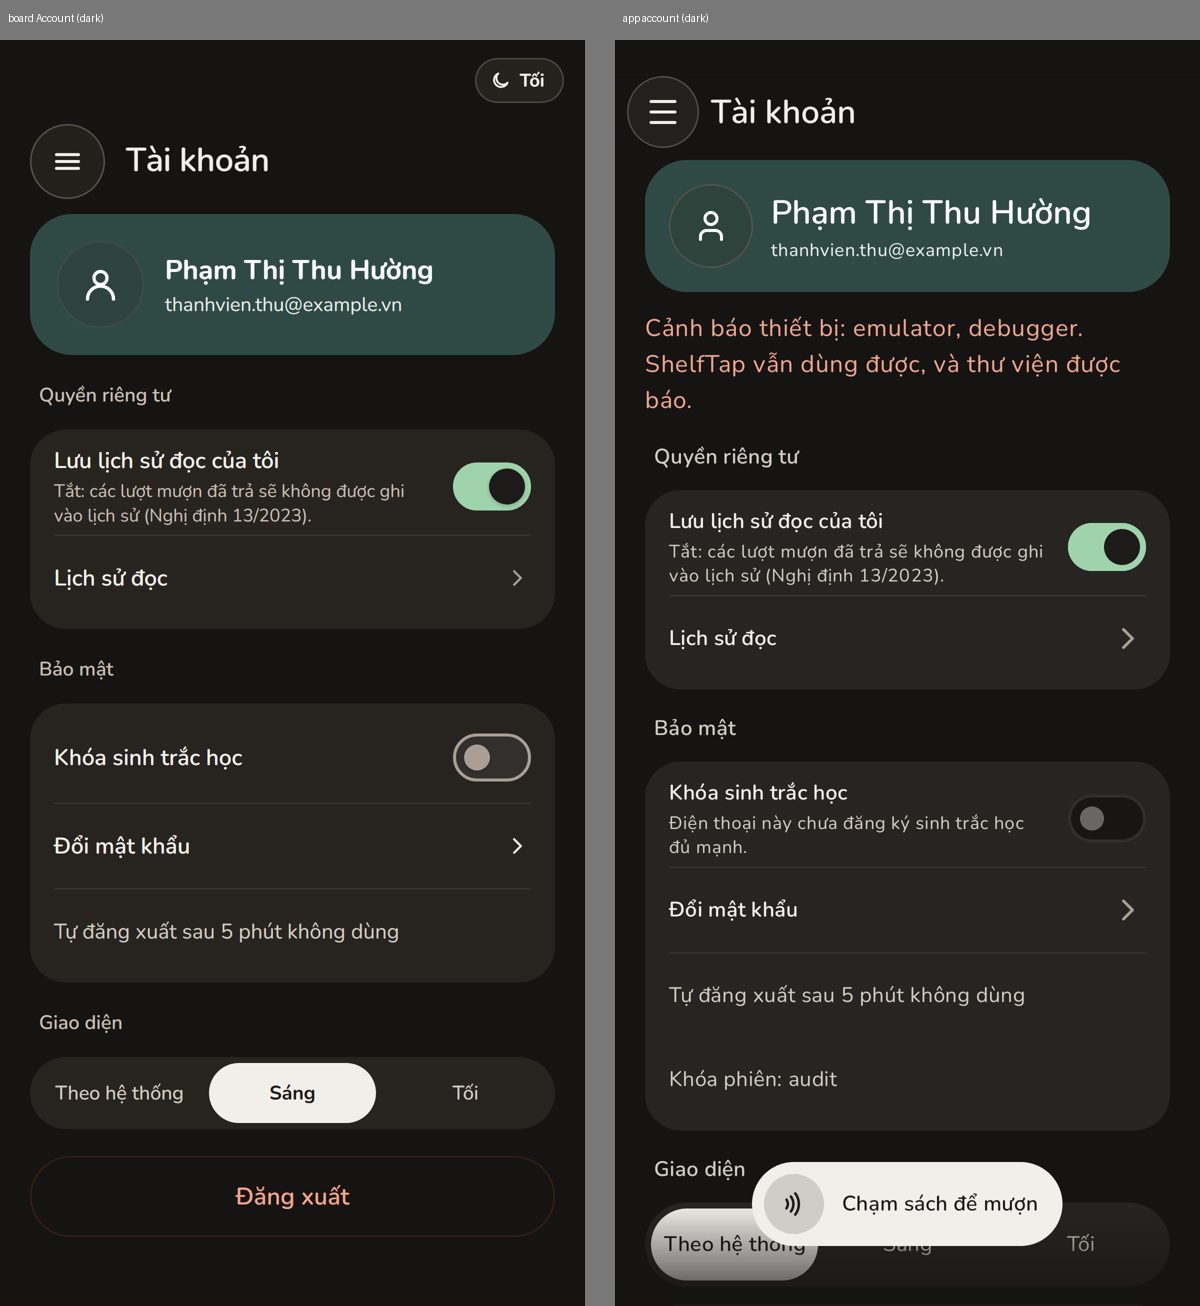 board Account (dark)
Tối
Tài khoản
Phạm Thị Thu Hường
thanhvien.thu@example.vn
Quyền riêng tư
Lưu lịch sử đọc của tôi
Tắt: các lượt mượn đã trả sẽ không được ghi
vào lịch sử (Nghị định 13/2023).
Lịch sử đọc
Bảo mật
Khóa sinh trắc học
Đổi mật khẩu
Tự đăng xuất sau 5 phút không dùng
Giao diện
Theo hệ thống
Sáng
Tối
Đăng xuất
app account (dark)
Tài khoản
Phạm Thị Thu Hường
thanhvien.thu@example.vn
Cảnh báo thiết bị: emulator, debugger.
ShelfTap vẫn dùng được, và thư viện được
báo.
Quyền riêng tư
Lưu lịch sử đọc của tôi
Tắt: các lượt mượn đã trả sẽ không được ghi
vào lịch sử (Nghị định 13/2023).
Lịch sử đọc
Bảo mật
Khóa sinh trắc học
Điện thoại này chưa đăng ký sinh trắc học
đủ mạnh.
Đổi mật khẩu
Tự đăng xuất sau 5 phút không dùng
Khóa phiên: audit
Giao diện
Chạm sách để mượn
Theo hệ thống
Sáng
Tối